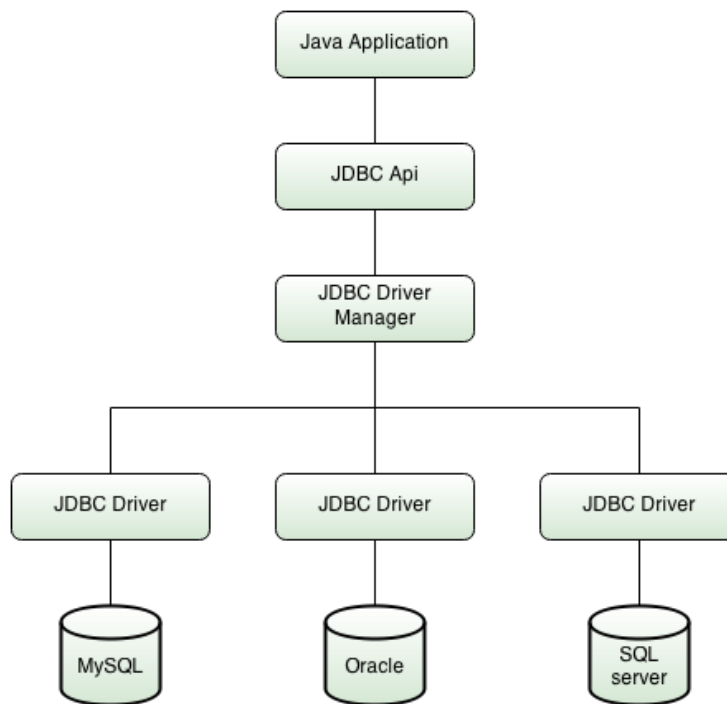 Java Application
JDBC Api
JDBC Driver
Manager
JDBC Driver
JDBC Driver
JDBC Driver
MySQL
Oracle
SQL
server